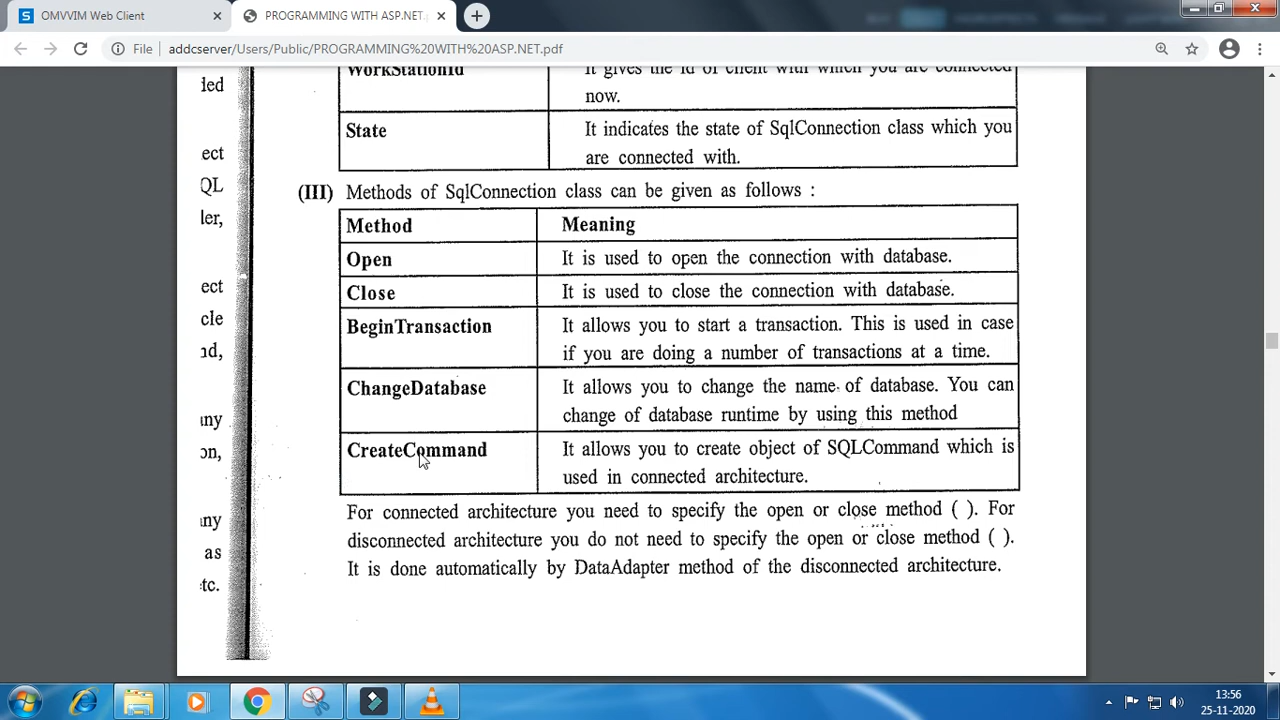 OMVVIM Web Client
PROGRAMMING WITH ASP.NET.
File addcserver/Users/Public/PROGRAMMING%20WITH%20ASP.NET.pdf
WorkStationId It gives the id of client with which you are connected
now.
State It indicates the state of SqlConnection class which you
are connected with.
(III) Methods of SqlConnection class can be given as follows :
Method Meaning
Open It is used to open the connection with database.
Close It is used to close the connection with database.
BeginTransaction It allows you to start a transaction. This is used in case
if you are doing a number of transactions at a time.
ChangeDatabase It allows you to change the name of database. You can
change of database runtime by using this method
CreateCommand It allows you to create object of SQLCommand which is
used in connected architecture.
For connected architecture you need to specify the open or close method ( ). For
disconnected architecture you do not need to specify the open or close method ( ).
It is done automatically by DataAdapter method of the disconnected architecture.
ect
QL
ler,
ect
cle
etc.
as
13:56
25-11-2020